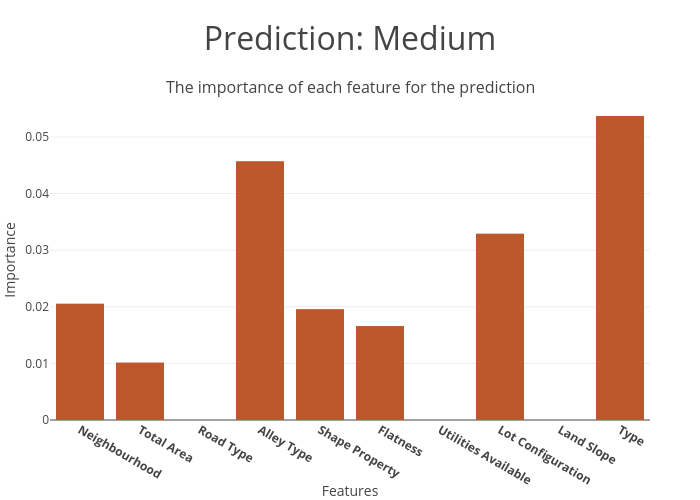 Prediction: Medium
The importance of each feature for the prediction
Importance
0.05
0.04
0.03
0.02
0.01
0
Neighbourhood
Total Area
Road Type
Alley Type
Shape Property
Flatness
Utilities Available
Lot Configuration
Land Slope
Type
Features